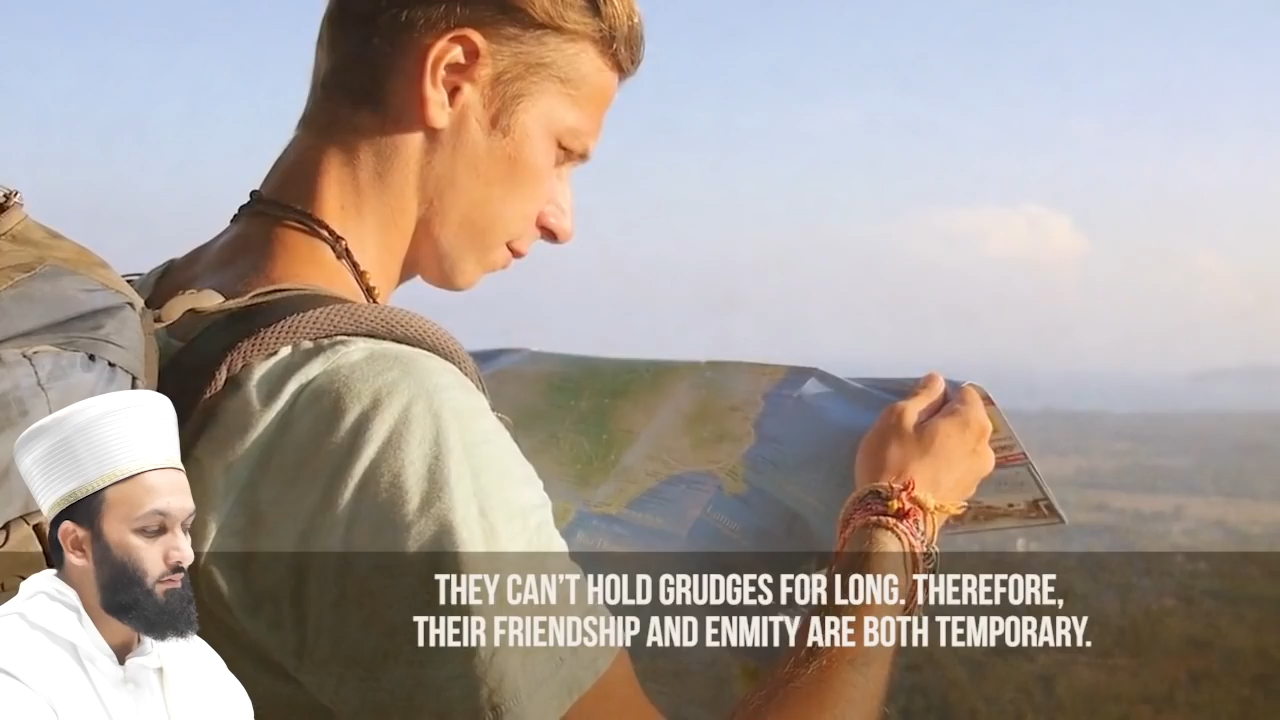 THEY CAN'T HOLD GRUDGES FOR LONG. THEREFORE,
THEIR FRIENDSHIP AND ENMITY ARE BOTH TEMPORARY.